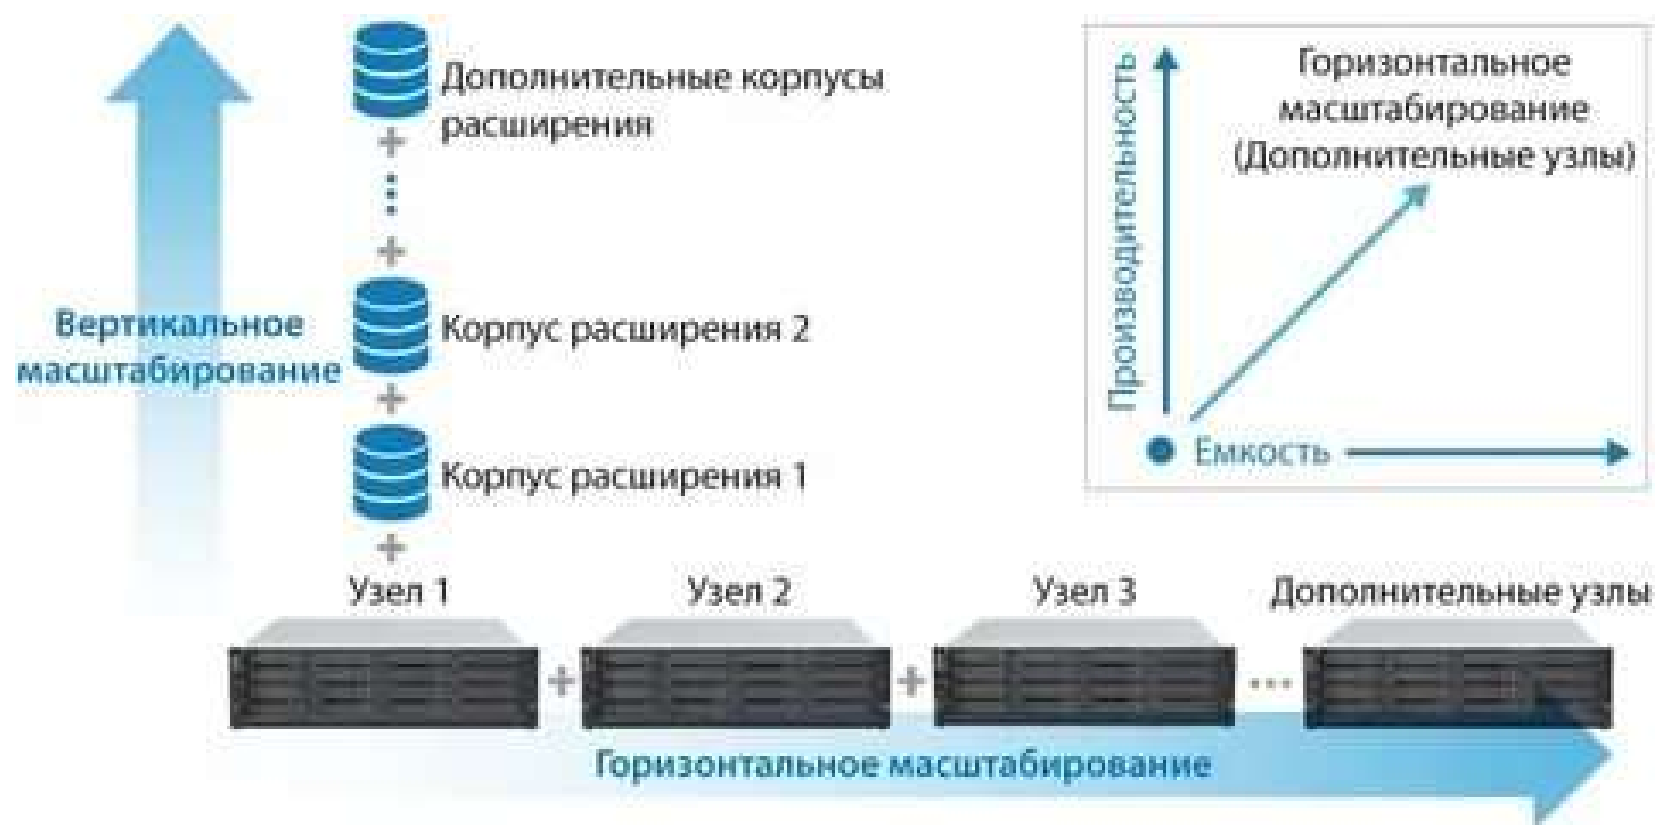 Дополнительные корпусы
расширения
Вертикальное
масштабирование
Корпус расширения 2
Корпус расширения 1
Узел 1
Узел 2
Узел 3
Дополнительные узлы
Горизонтальное масштабирование
Производительность
Горизонтальное
масштабирование
(Дополнительные узлы)
Емкость